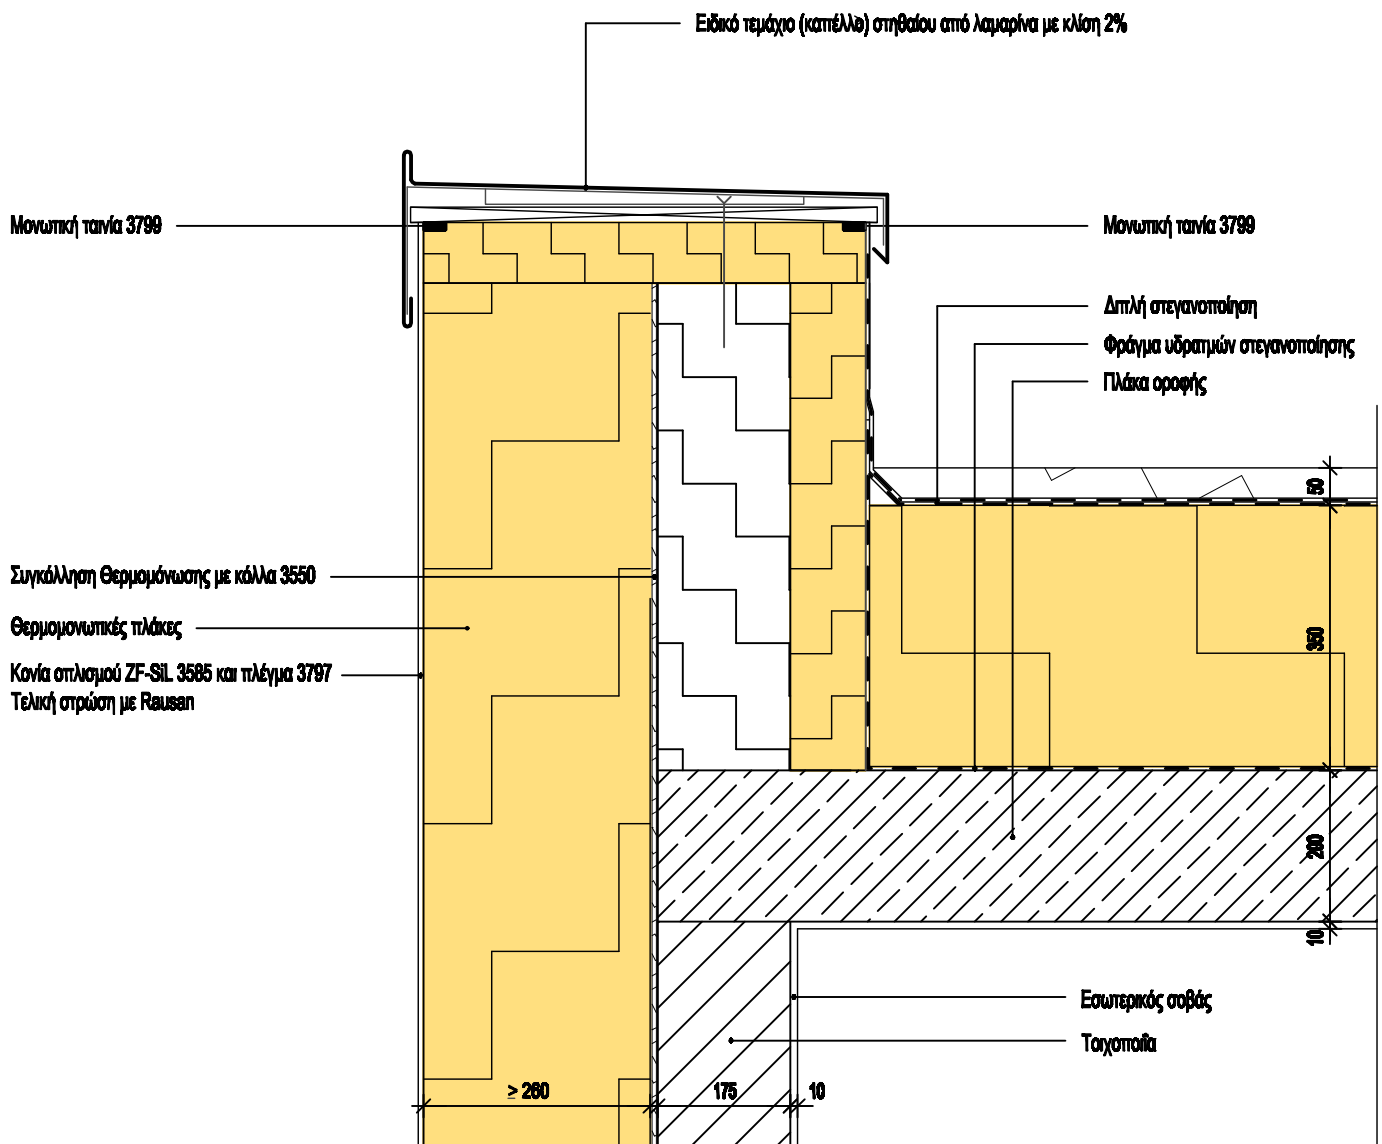 Ειδικό τεμάχιο (καπέλλο) στηθαίου από λαμαρίνα με κλίση 2%
Μονωτική ταινία 3799
Μονωτική ταινία 3799
Διπλή στεγανοποίηση
Φράγμα υδρατμών στεγανοποίησης
Πλάκα οροφής
50
Συγκόλληση Θερμομόνωσης με κόλλα 3550
Θερμομονωτικές πλάκες
350
Κονία οπλισμού ZF-SiL 3585 και πλέγμα 3797
Τελική στρώση με Rausan
200
10
Εσωτερικός σοβάς
Τοιχοποιΐα
≥ 260
175
10